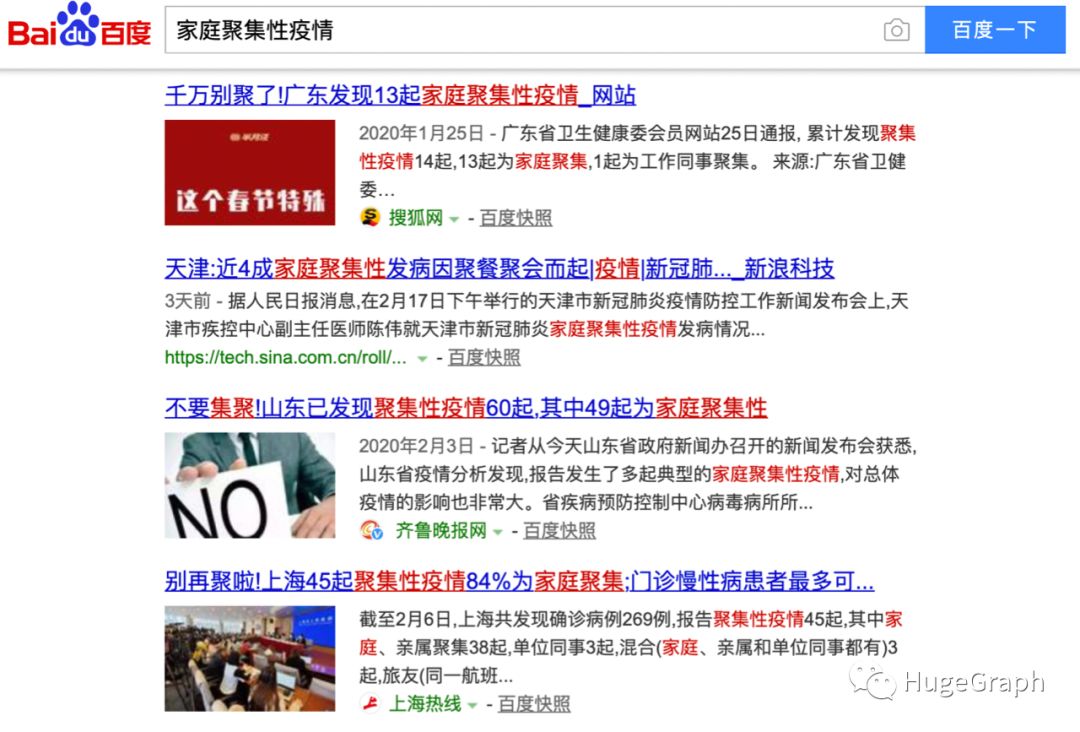 Bai du 百度
家庭聚集性疫情
百度一下
千万别聚了!广东发现13起家庭聚集性疫情_网站
这个春节特殊
2020年1月25日 - 广东省卫生健康委会员网站25日通报, 累计发现聚集
性疫情14起,13起为家庭聚集,1起为工作同事聚集。 来源:广东省卫健
委...
搜狐网 - 百度快照
天津:近4成家庭聚集性发病因聚餐聚会而起|疫情|新冠肺..._新浪科技
3天前 - 据人民日报消息,在2月17日下午举行的天津市新冠肺炎疫情防控工作新闻发布会上,天
津市疾控中心副主任医师陈伟就天津市新冠肺炎家庭聚集性疫情发病情况...
https://tech.sina.com.cn/roll/... - 百度快照
不要集聚!山东已发现聚集性疫情60起,其中49起为家庭聚集性
NO
2020年2月3日 - 记者从今天山东省政府新闻办召开的新闻发布会获悉,
山东省疫情分析发现,报告发生了多起典型的家庭聚集性疫情,对总体
疫情的影响也非常大。省疾病预防控制中心病毒病所所...
齐鲁晚报网 - 百度快照
别再聚啦!上海45起聚集性疫情84%为家庭聚集;门诊慢性病患者最多可...
截至2月6日,上海共发现确诊病例269例,报告聚集性疫情45起,其中家
庭、亲属聚集38起,单位同事3起,混合(家庭、亲属和单位同事都有)3
起,旅友(同一航班...
上海热线 - 百度快照
HugeGraph